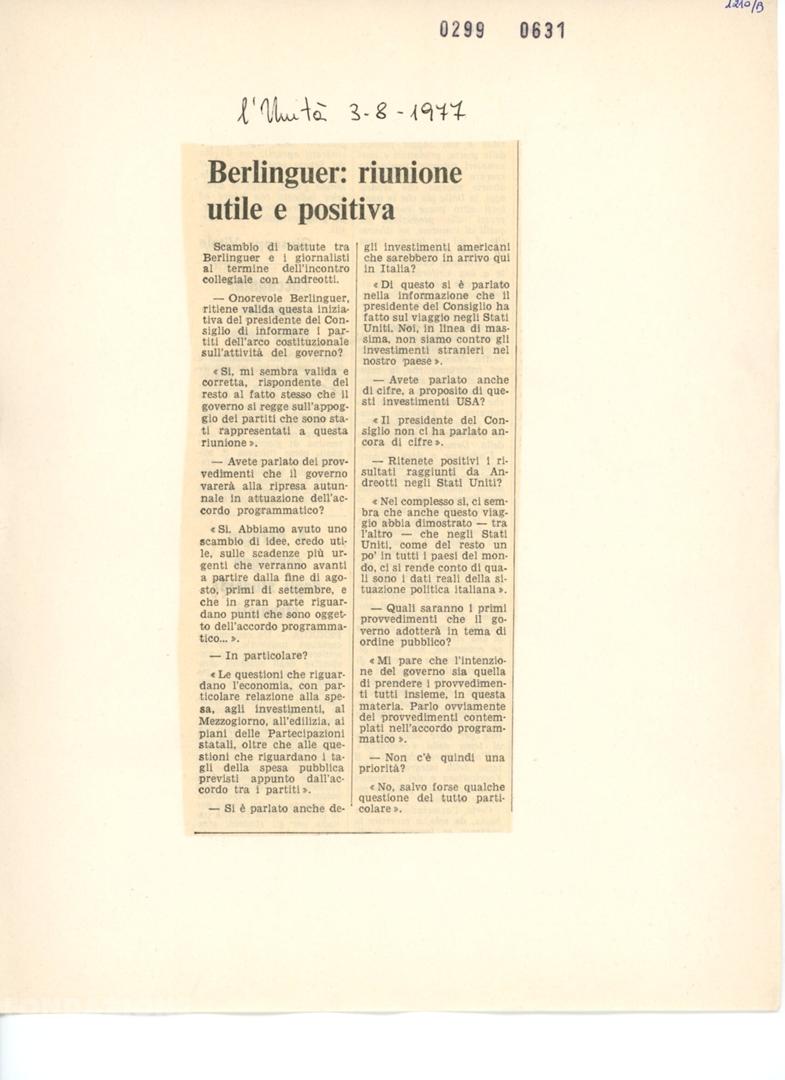 1210/B
0299 0631
l'Unità 3-8-1977
Berlinguer: riunione
utile e positiva
Scambio di battute tra
Berlinguer e i giornalisti
al termine dell'incontro
collegiale con Andreotti.
— Onorevole Berlinguer,
ritiene valida questa inizia-
tiva del presidente del Con-
siglio di informare i par-
titi dell'arco costituzionale
sull'attività del governo?
« Sì, mi sembra valida e
corretta, rispondente del
resto al fatto stesso che il
governo si regge sull'appog-
gio dei partiti che sono sta-
ti rappresentati a questa
riunione ».
— Avete parlato dei prov-
vedimenti che il governo
varerà alla ripresa autun-
nale in attuazione dell'ac-
cordo programmatico?
« Sì. Abbiamo avuto uno
scambio di idee, credo uti-
le, sulle scadenze più ur-
genti che verranno avanti
a partire dalla fine di ago-
sto, primi di settembre, e
che in gran parte riguar-
dano punti che sono ogget-
to dell'accordo programma-
tico... ».
— In particolare?
« Le questioni che riguar-
dano l'economia, con par-
ticolare relazione alla spe-
sa, agli investimenti, al
Mezzogiorno, all'edilizia, ai
piani delle Partecipazioni
statali, oltre che alle que-
stioni che riguardano i ta-
gli della spesa pubblica
previsti appunto dall'ac-
cordo tra i partiti ».
— Si è parlato anche de-
gli investimenti americani
che sarebbero in arrivo qui
in Italia?
« Di questo si è parlato
nella informazione che il
presidente del Consiglio ha
fatto sul viaggio negli Stati
Uniti. Noi, in linea di mas-
sima, non siamo contro gli
investimenti stranieri nel
nostro paese ».
— Avete parlato anche
di cifre, a proposito di que-
sti investimenti USA?
« Il presidente del Con-
siglio non ci ha parlato an-
cora di cifre ».
— Ritenete positivi i ri-
sultati raggiunti da An-
dreotti negli Stati Uniti?
« Nel complesso sì, ci sem-
bra che anche questo viag-
gio abbia dimostrato — tra
l'altro — che negli Stati
Uniti, come del resto un
po' in tutti i paesi del mon-
do, ci si rende conto di qua-
li sono i dati reali della si-
tuazione politica italiana ».
— Quali saranno i primi
provvedimenti che il go-
verno adotterà in tema di
ordine pubblico?
« Mi pare che l'intenzio-
ne del governo sia quella
di prendere i provvedimen-
ti tutti insieme, in questa
materia. Parlo ovviamente
dei provvedimenti contem-
plati nell'accordo program-
matico ».
— Non c'è quindi una
priorità?
« No, salvo forse qualche
questione del tutto parti-
colare ».